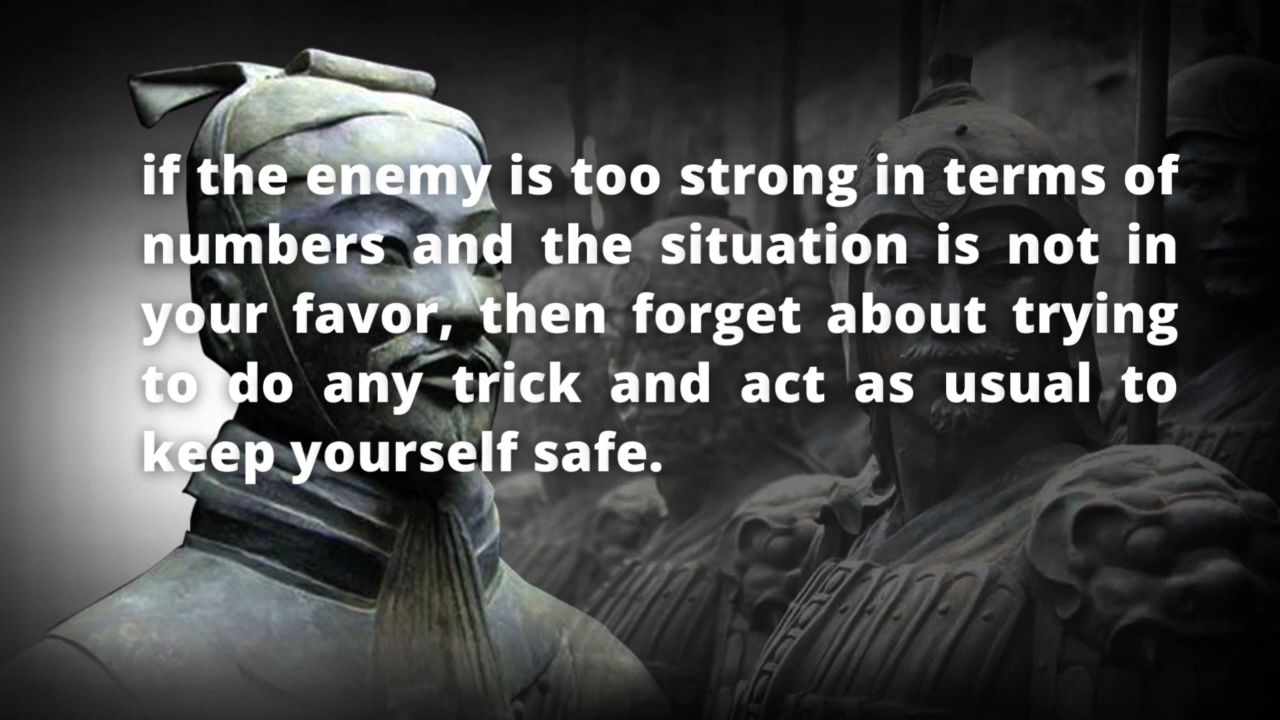 if the enemy is too strong in terms of
numbers and the situation is not in
your favor, then forget about trying
to do any trick and act as usual to
keep yourself safe.